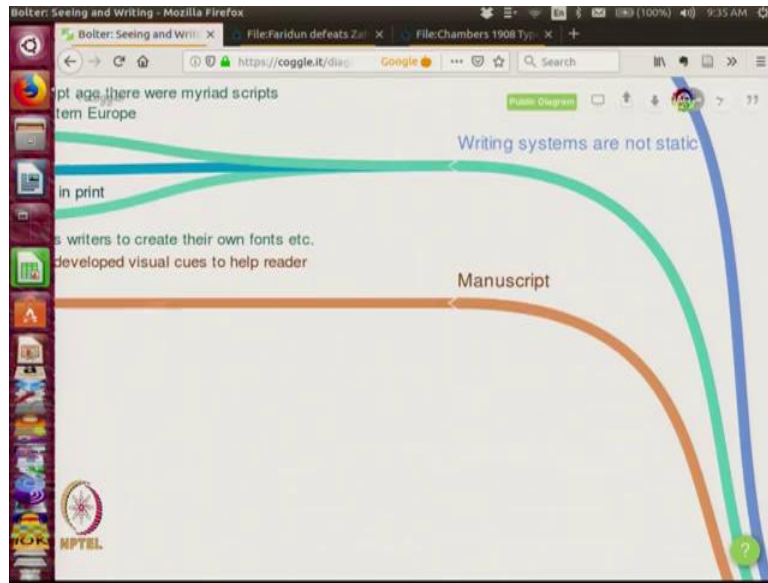 Bolter: Seeing and Writing - Mozilla Firefox
En
(100%)
9:35 AM
Bolter: Seeing and Writi
File:Faridun defeats Zah
File:Chambers 1908 Typ
https://coggle.it/diag
Google
Search
pt age there were myriad scripts
tern Europe
Public Diagram
Writing systems are not static
in print
s writers to create their own fonts etc.
developed visual cues to help reader
Manuscript
NPTEL
?